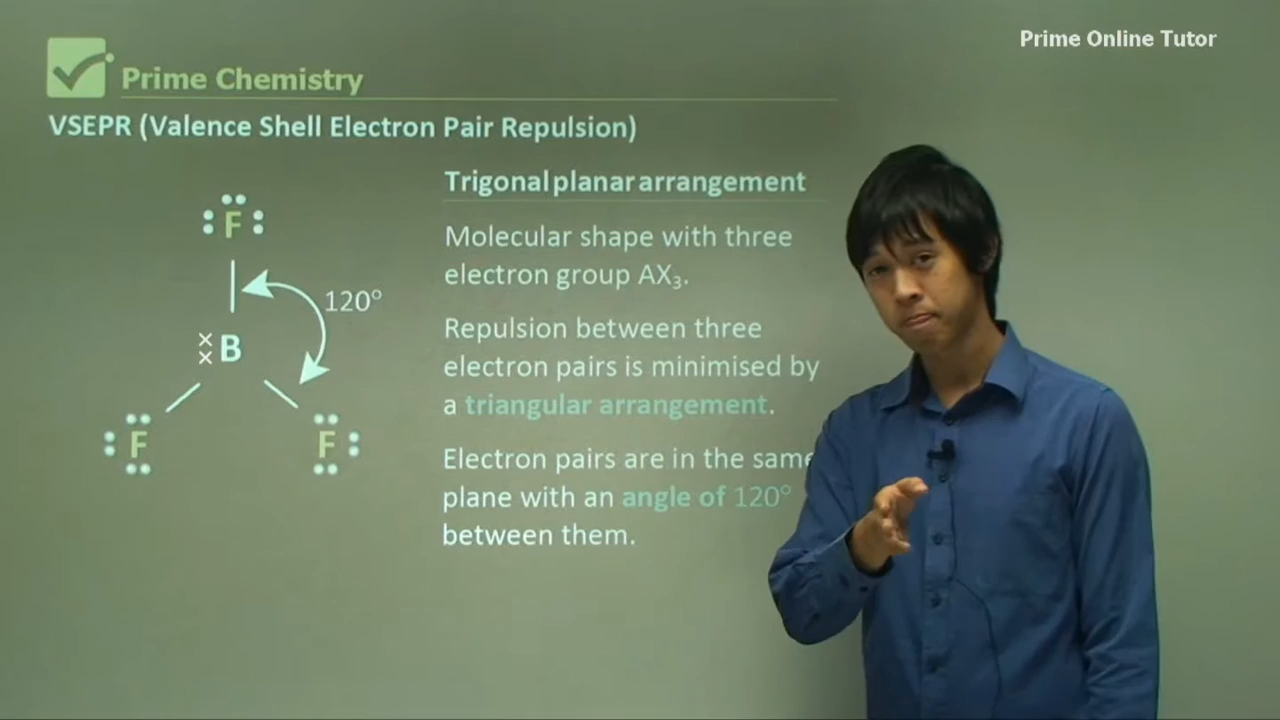 Prime Online Tutor
Prime Chemistry
VSEPR (Valence Shell Electron Pair Repulsion)
Trigonal planar arrangement
Molecular shape with three
electron group AX₃.
Repulsion between three
electron pairs is minimised by
a triangular arrangement.
Electron pairs are in the same
plane with an angle of 120°
between them.
F
120°
××B
F
F